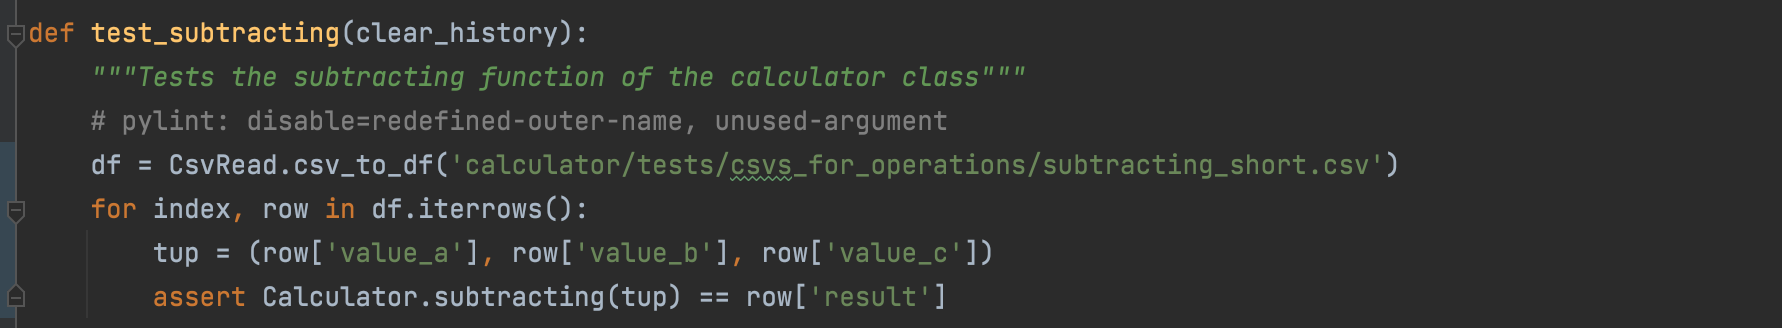 def test_subtracting(clear_history):
    """Tests the subtracting function of the calculator class"""
    # pylint: disable=redefined-outer-name, unused-argument
    df = CsvRead.csv_to_df('calculator/tests/csvs_for_operations/subtracting_short.csv')
    for index, row in df.iterrows():
        tup = (row['value_a'], row['value_b'], row['value_c'])
        assert Calculator.subtracting(tup) == row['result']